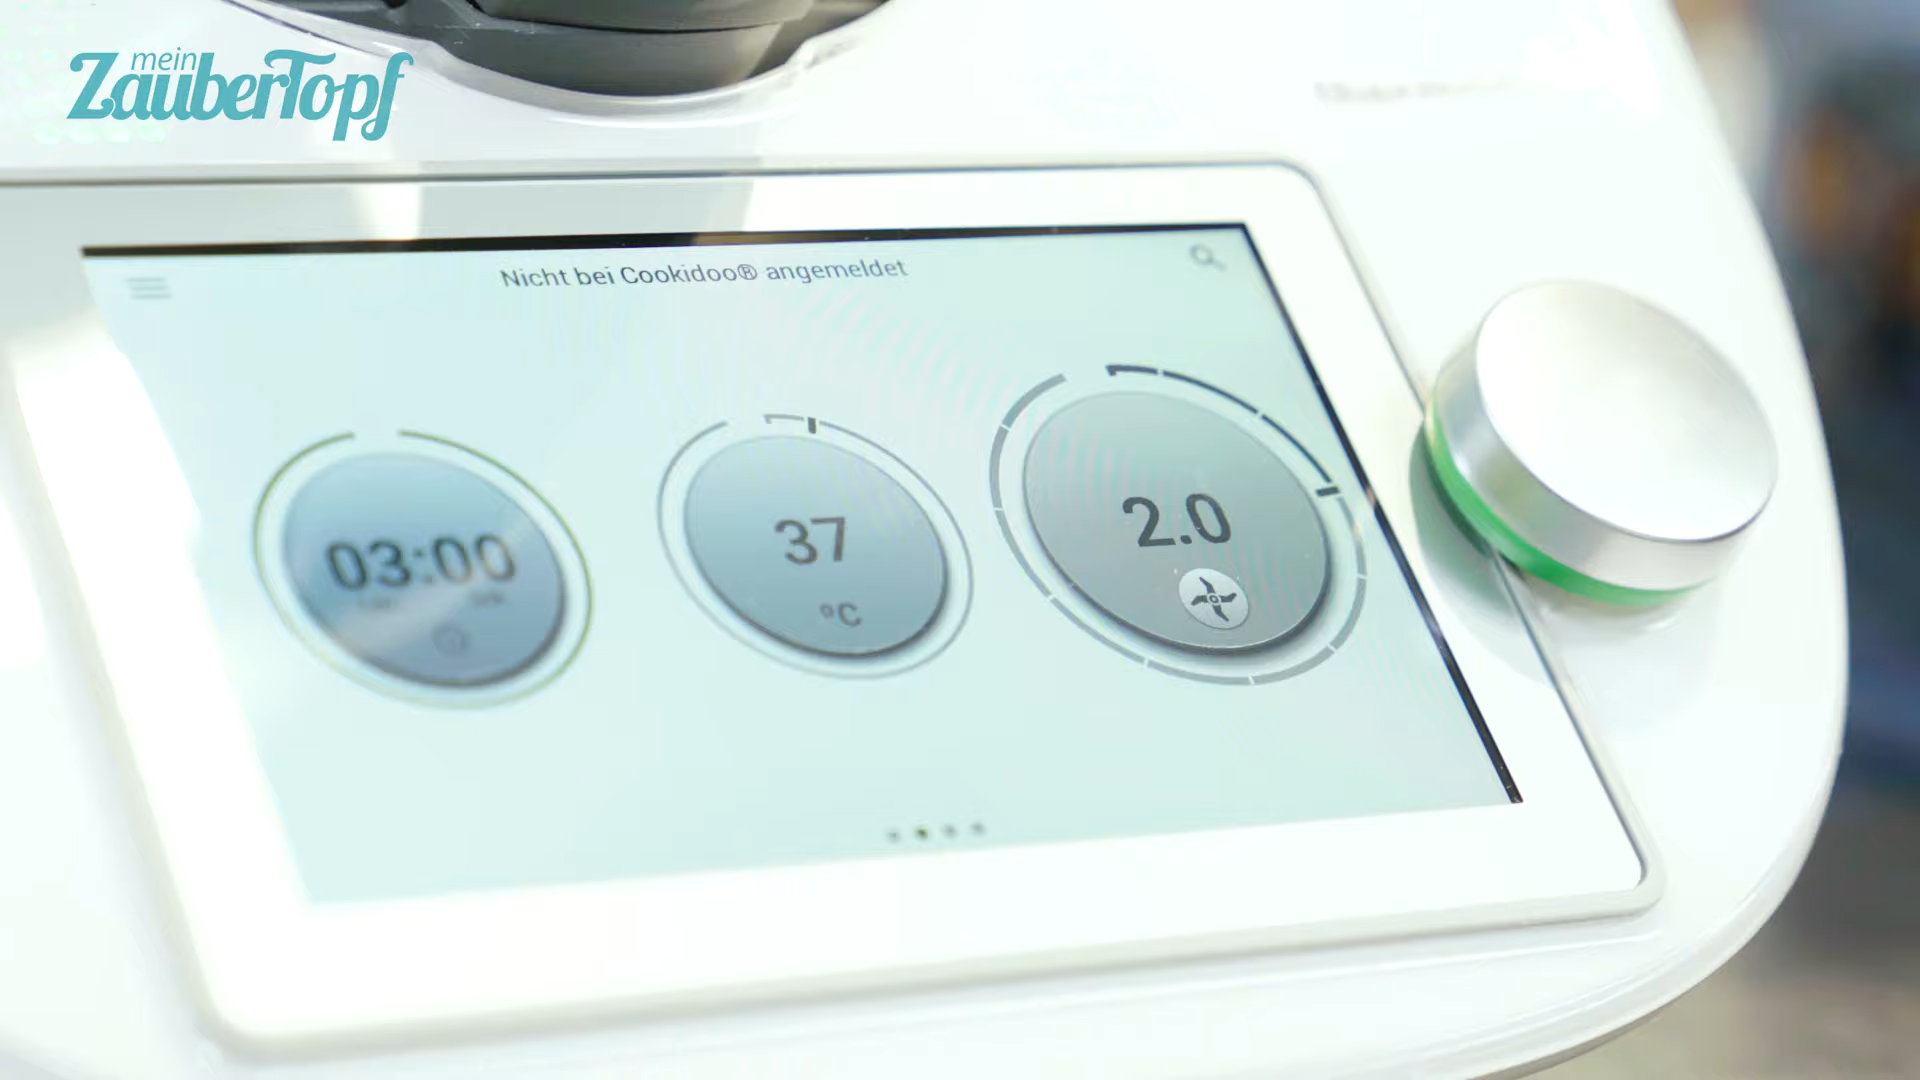 mein
ZauberTopf
Nicht bei Cookidoo® angemeldet
03:00
37
°C
2.0